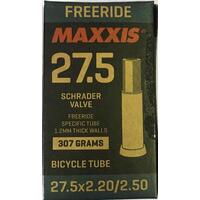 FREERIDE
MAXXIS®
27.5
SCHRADER
VALVE
FREERIDE
SPECIFIC TUBE
1.2MM THICK WALLS
307 GRAMS
BICYCLE TUBE
27.5x2.20/2.50